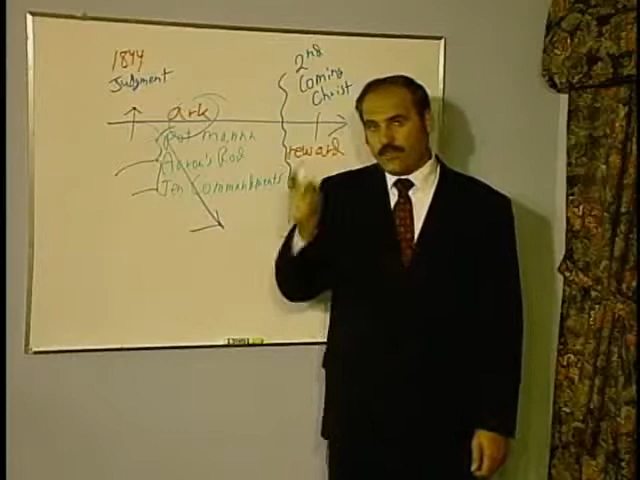 1844
Judgment
2nd
Coming
Christ
ark
Pot manna
reward
Aaron's Rod
Ten Commandments